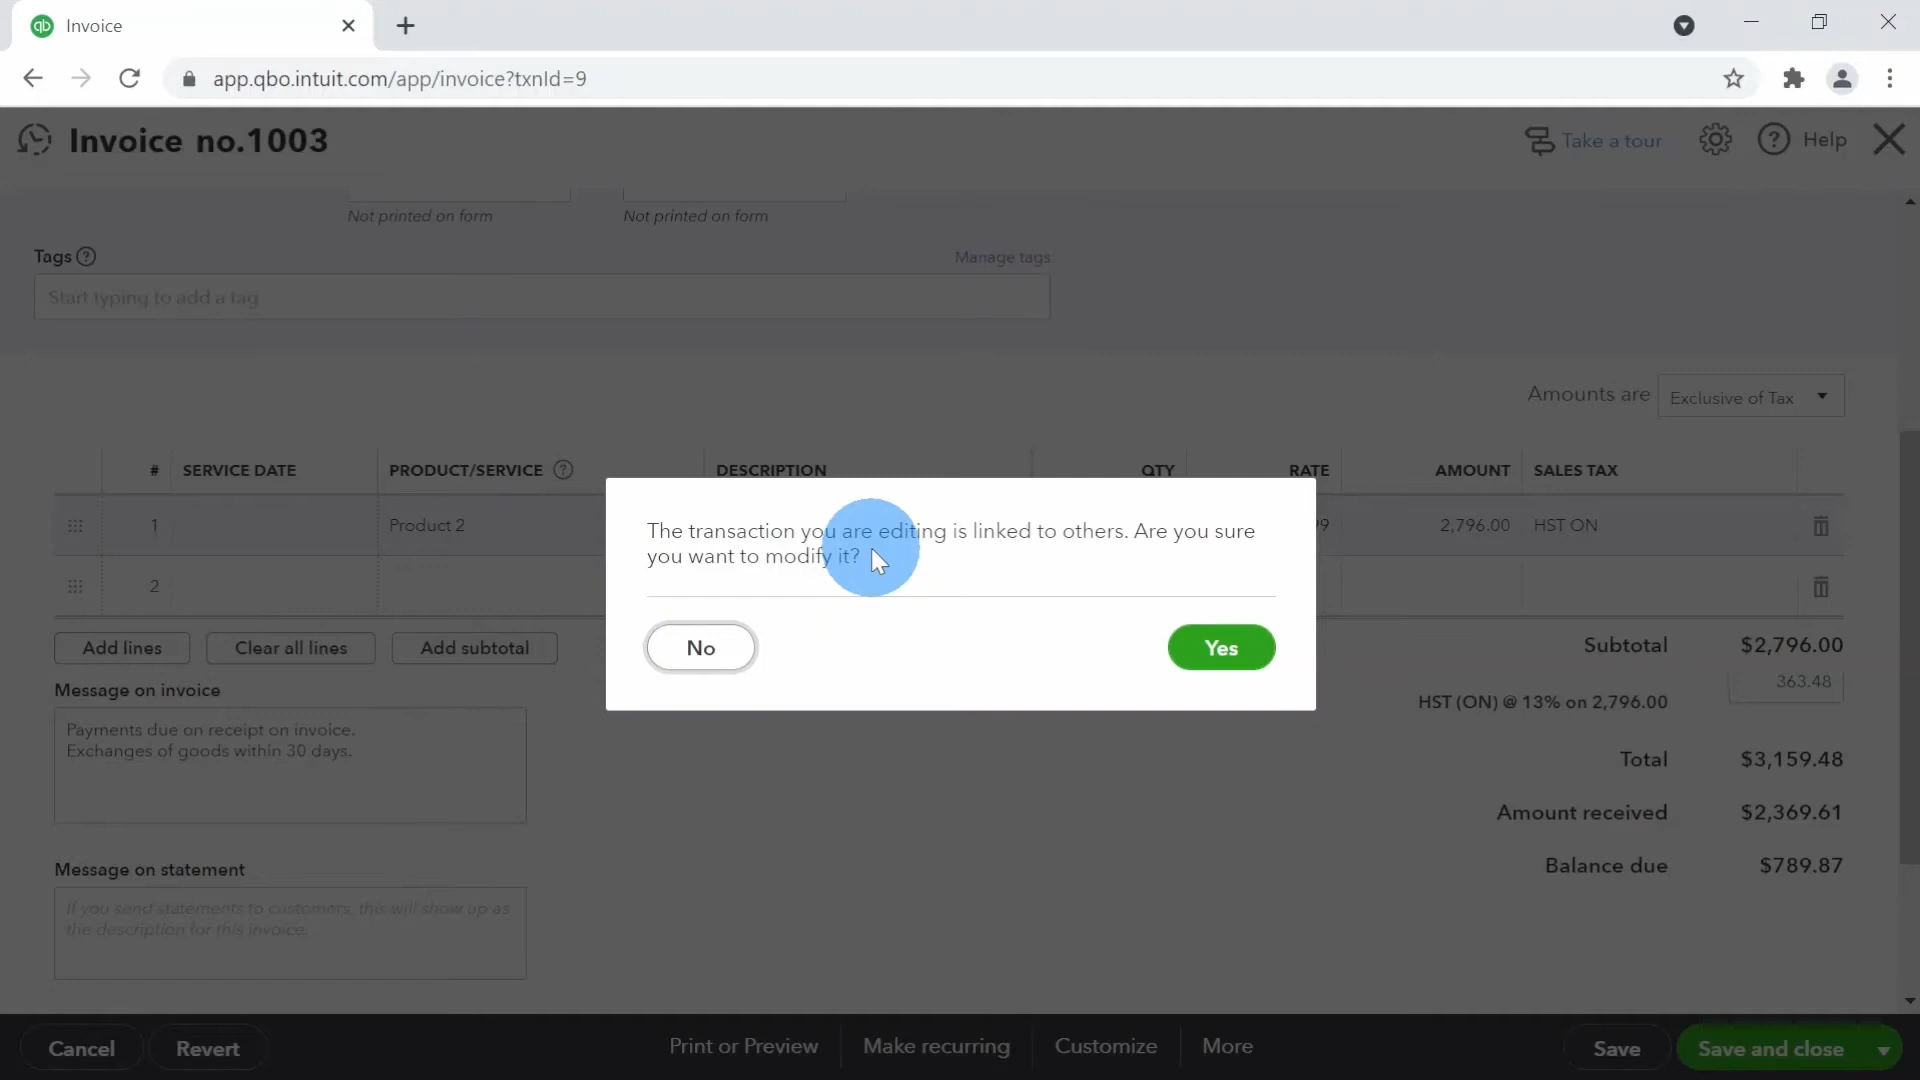 Invoice
app.qbo.intuit.com/app/invoice?txnId=9
Invoice no.1003
Take a tour
Help
Not printed on form
Not printed on form
Tags
Manage tags
Start typing to add a tag
Amounts are
Exclusive of Tax
# SERVICE DATE PRODUCT/SERVICE DESCRIPTION QTY RATE AMOUNT SALES TAX
1 Product 2 2,796.00 HST ON
2
The transaction you are editing is linked to others. Are you sure
you want to modify it?
No
Yes
Add lines
Clear all lines
Add subtotal
Subtotal $2,796.00
363.48
HST (ON) @ 13% on 2,796.00
Total $3,159.48
Amount received $2,369.61
Balance due $789.87
Message on invoice
Payments due on receipt on invoice.
Exchanges of goods within 30 days.
Message on statement
If you send statements to customers, this will show up as
the description for this invoice.
Cancel
Revert
Print or Preview
Make recurring
Customize
More
Save
Save and close